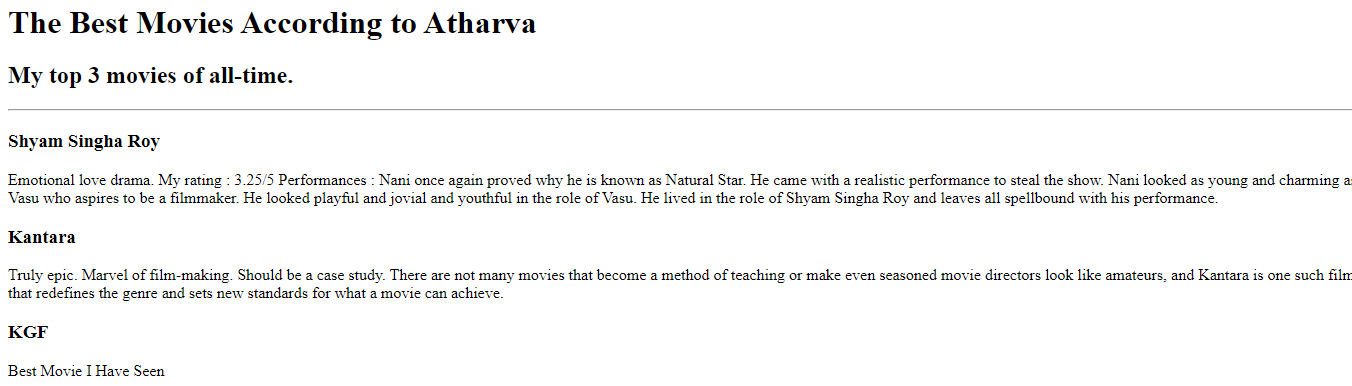 The Best Movies According to Atharva
My top 3 movies of all-time.
Shyam Singha Roy
Emotional love drama. My rating : 3.25/5 Performances : Nani once again proved why he is known as Natural Star. He came with a realistic performance to steal the show. Nani looked as young and charming as
Vasu who aspires to be a filmmaker. He looked playful and jovial and youthful in the role of Vasu. He lived in the role of Shyam Singha Roy and leaves all spellbound with his performance.
Kantara
Truly epic. Marvel of film-making. Should be a case study. There are not many movies that become a method of teaching or make even seasoned movie directors look like amateurs, and Kantara is one such film
that redefines the genre and sets new standards for what a movie can achieve.
KGF
Best Movie I Have Seen